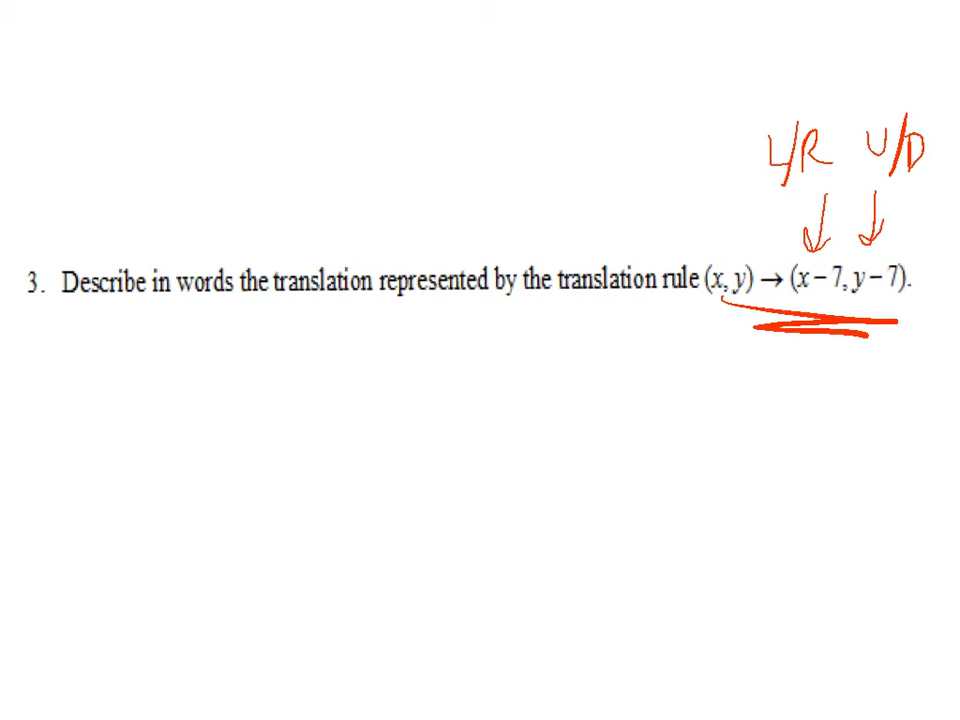 L/R U/D
3. Describe in words the translation represented by the translation rule (x, y) → (x – 7, y – 7).